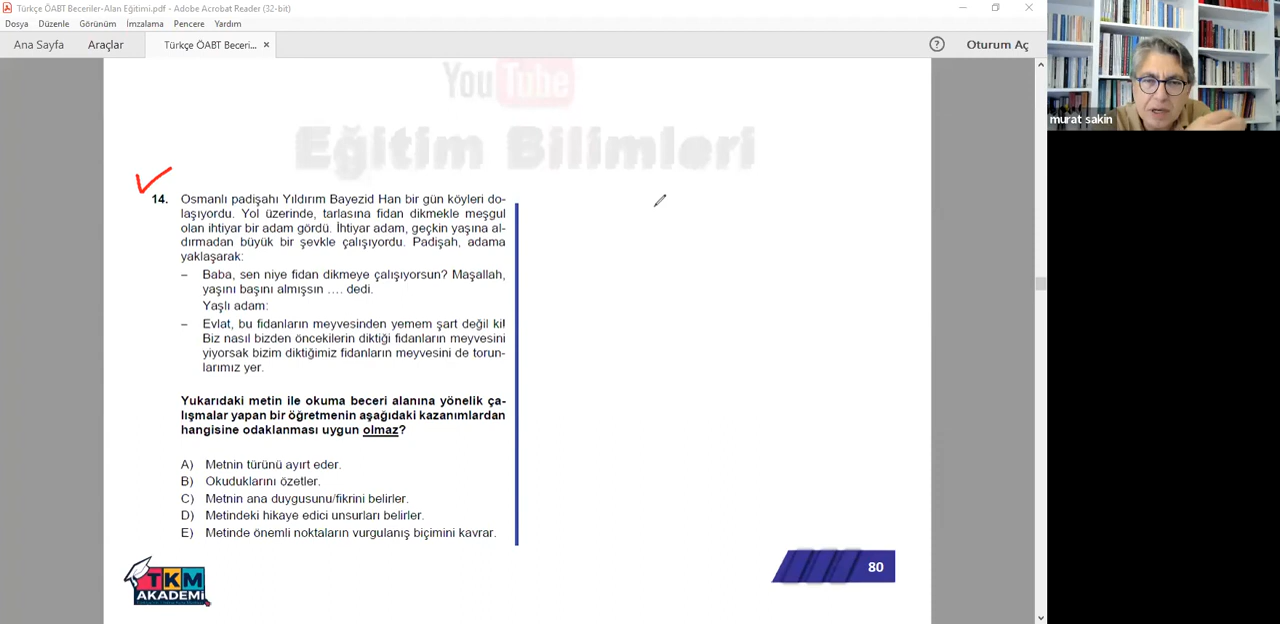 Türkçe ÖABT Beceriler-Alan Eğitimi.pdf - Adobe Acrobat Reader (32-bit)
Dosya Düzenle Görünüm İmzalama Pencere Yardım
Ana Sayfa Araçlar Türkçe ÖABT Beceri... × ? Oturum Aç
YouTube
Eğitim Bilimleri
murat sakin
14. Osmanlı padişahı Yıldırım Bayezid Han bir gün köyleri do-
laşıyordu. Yol üzerinde, tarlasına fidan dikmekle meşgul
olan ihtiyar bir adam gördü. İhtiyar adam, geçkin yaşına al-
dırmadan büyük bir şevkle çalışıyordu. Padişah, adama
yaklaşarak:
– Baba, sen niye fidan dikmeye çalışıyorsun? Maşallah,
yaşını başını almışsın .... dedi.
Yaşlı adam:
– Evlat, bu fidanların meyvesinden yemem şart değil ki!
Biz nasıl bizden öncekilerin diktiği fidanların meyvesini
yiyorsak bizim diktiğimiz fidanların meyvesini de torun-
larımız yer.
Yukarıdaki metin ile okuma beceri alanına yönelik ça-
lışmalar yapan bir öğretmenin aşağıdaki kazanımlardan
hangisine odaklanması uygun olmaz?
A) Metnin türünü ayırt eder.
B) Okuduklarını özetler.
C) Metnin ana duygusunu/fikrini belirler.
D) Metindeki hikaye edici unsurları belirler.
E) Metinde önemli noktaların vurgulanış biçimini kavrar.
TKM
AKADEMİ
80